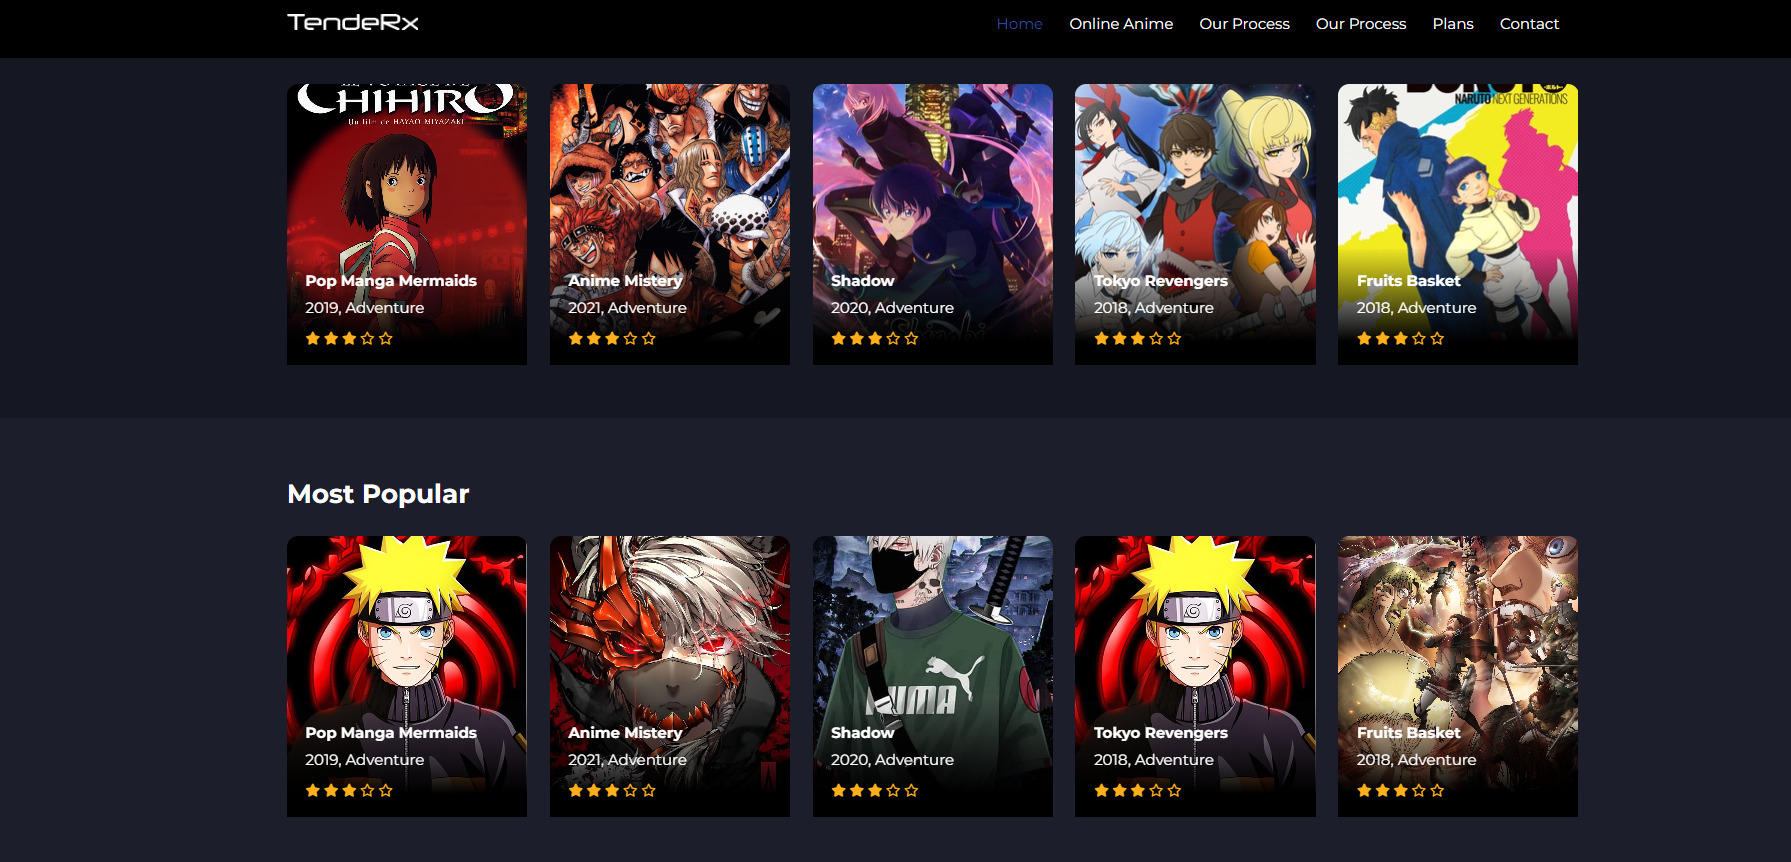 TendeRx
Home Online Anime Our Process Our Process Plans Contact
CHIHIRO
Un film de HAYAO MIYAZAKI
NARUTO NEXT GENERATIONS
Pop Manga Mermaids
2019, Adventure
Anime Mistery
2021, Adventure
Shadow
2020, Adventure
Tokyo Revengers
2018, Adventure
Fruits Basket
2018, Adventure
Most Popular
PUMA
Pop Manga Mermaids
2019, Adventure
Anime Mistery
2021, Adventure
Shadow
2020, Adventure
Tokyo Revengers
2018, Adventure
Fruits Basket
2018, Adventure